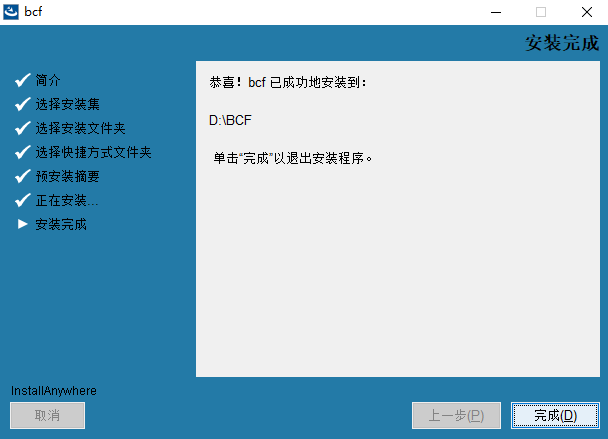 bcf
安装完成
简介
选择安装集
选择安装文件夹
选择快捷方式文件夹
预安装摘要
正在安装...
安装完成
恭喜！bcf 已成功地安装到：
D:\BCF
单击“完成”以退出安装程序。
InstallAnywhere
取消
上一步(P)
完成(D)